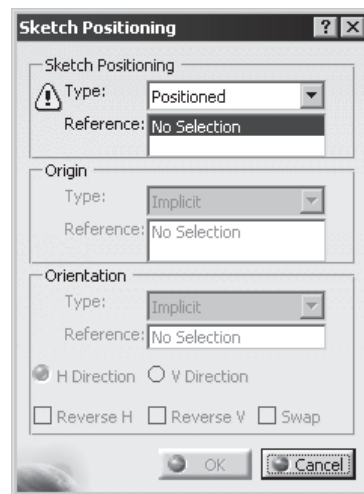 Sketch Positioning ? X
Sketch Positioning
Type: Positioned
Reference: No Selection
Origin
Type: Implicit
Reference: No Selection
Orientation
Type: Implicit
Reference: No Selection
H Direction V Direction
Reverse H Reverse V Swap
OK Cancel